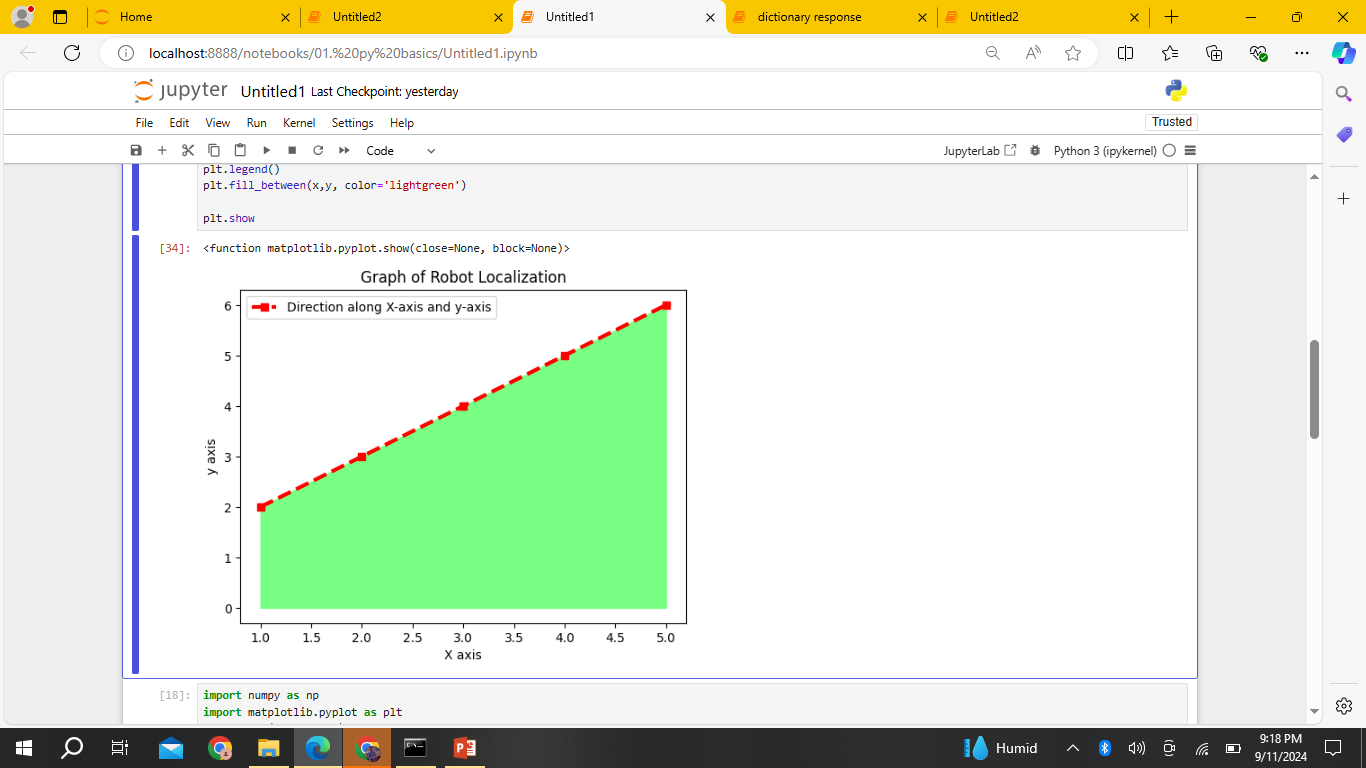 Home
Untitled2
Untitled1
dictionary response
Untitled2
localhost:8888/notebooks/01.%20py%20basics/Untitled1.ipynb
jupyter Untitled1 Last Checkpoint: yesterday
File Edit View Run Kernel Settings Help
Trusted
Code
JupyterLab
Python 3 (ipykernel)
plt.legend()
plt.fill_between(x,y, color='lightgreen')
plt.show
[34]: <function matplotlib.pyplot.show(close=None, block=None)>
Graph of Robot Localization
Direction along X-axis and y-axis
6
5
4
3
2
1
0
y axis
1.0 1.5 2.0 2.5 3.0 3.5 4.0 4.5 5.0
X axis
[18]: import numpy as np
import matplotlib.pyplot as plt
Humid
9:18 PM
9/11/2024